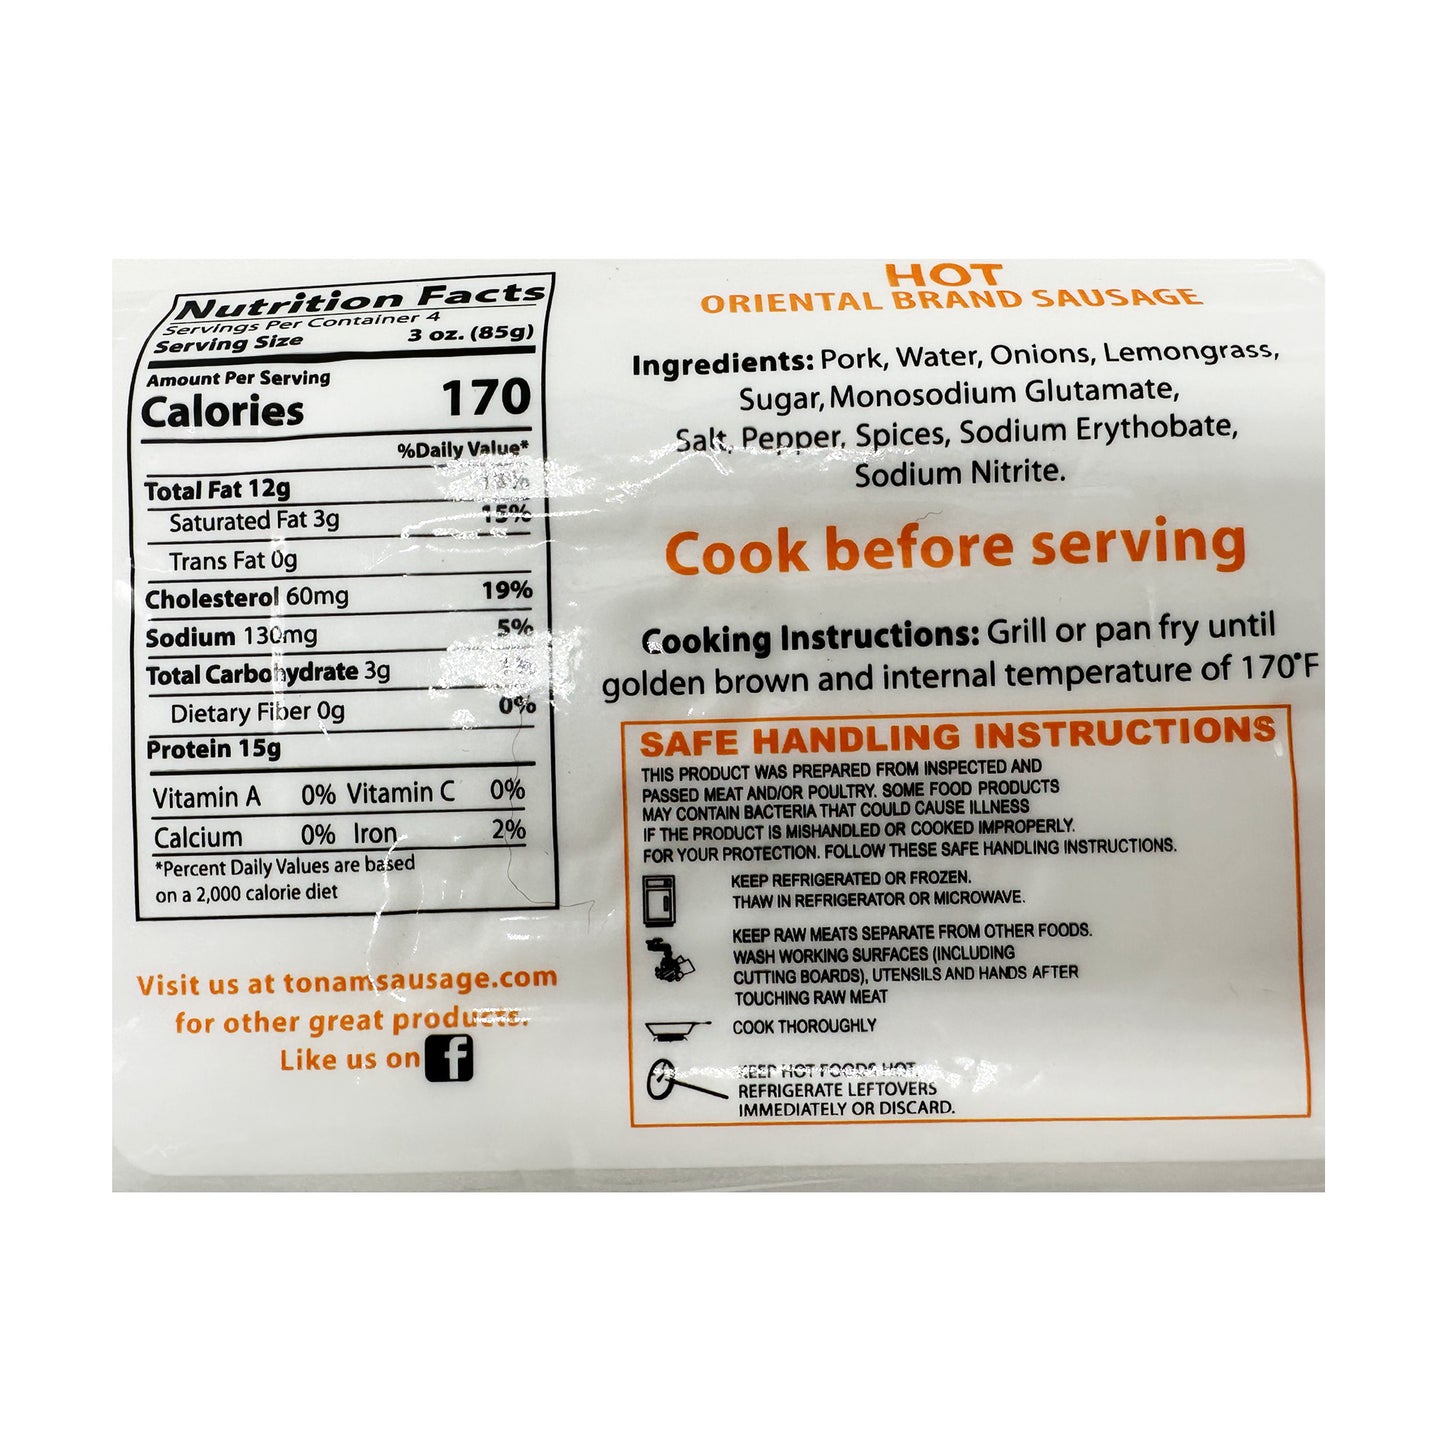 Nutrition Facts
Servings Per Container 4
Serving Size 3 oz. (85g)
Amount Per Serving
Calories 170
%Daily Value*
Total Fat 12g
Saturated Fat 3g 15%
Trans Fat 0g
Cholesterol 60mg 19%
Sodium 130mg 5%
Total Carbohydrate 3g
Dietary Fiber 0g 0%
Protein 15g
Vitamin A 0% Vitamin C 0%
Calcium 0% Iron 2%
*Percent Daily Values are based
on a 2,000 calorie diet
Visit us at tonamsausage.com
for other great products.
Like us on f
HOT
ORIENTAL BRAND SAUSAGE
Ingredients: Pork, Water, Onions, Lemongrass,
Sugar, Monosodium Glutamate,
Salt, Pepper, Spices, Sodium Erythobate,
Sodium Nitrite.
Cook before serving
Cooking Instructions: Grill or pan fry until
golden brown and internal temperature of 170°F
SAFE HANDLING INSTRUCTIONS
THIS PRODUCT WAS PREPARED FROM INSPECTED AND
PASSED MEAT AND/OR POULTRY. SOME FOOD PRODUCTS
MAY CONTAIN BACTERIA THAT COULD CAUSE ILLNESS
IF THE PRODUCT IS MISHANDLED OR COOKED IMPROPERLY.
FOR YOUR PROTECTION. FOLLOW THESE SAFE HANDLING INSTRUCTIONS.
KEEP REFRIGERATED OR FROZEN.
THAW IN REFRIGERATOR OR MICROWAVE.
KEEP RAW MEATS SEPARATE FROM OTHER FOODS.
WASH WORKING SURFACES (INCLUDING
CUTTING BOARDS), UTENSILS AND HANDS AFTER
TOUCHING RAW MEAT
COOK THOROUGHLY
KEEP HOT FOODS HOT.
REFRIGERATE LEFTOVERS
IMMEDIATELY OR DISCARD.